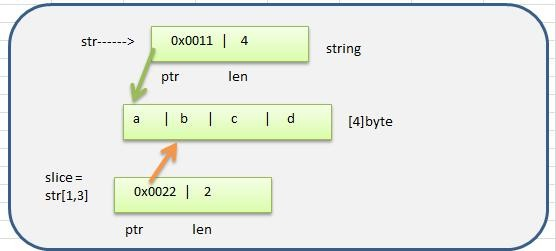 str------> 0x0011 | 4 string
ptr len
a | b | c | d [4]byte
slice =
str[1,3] 0x0022 | 2
ptr len